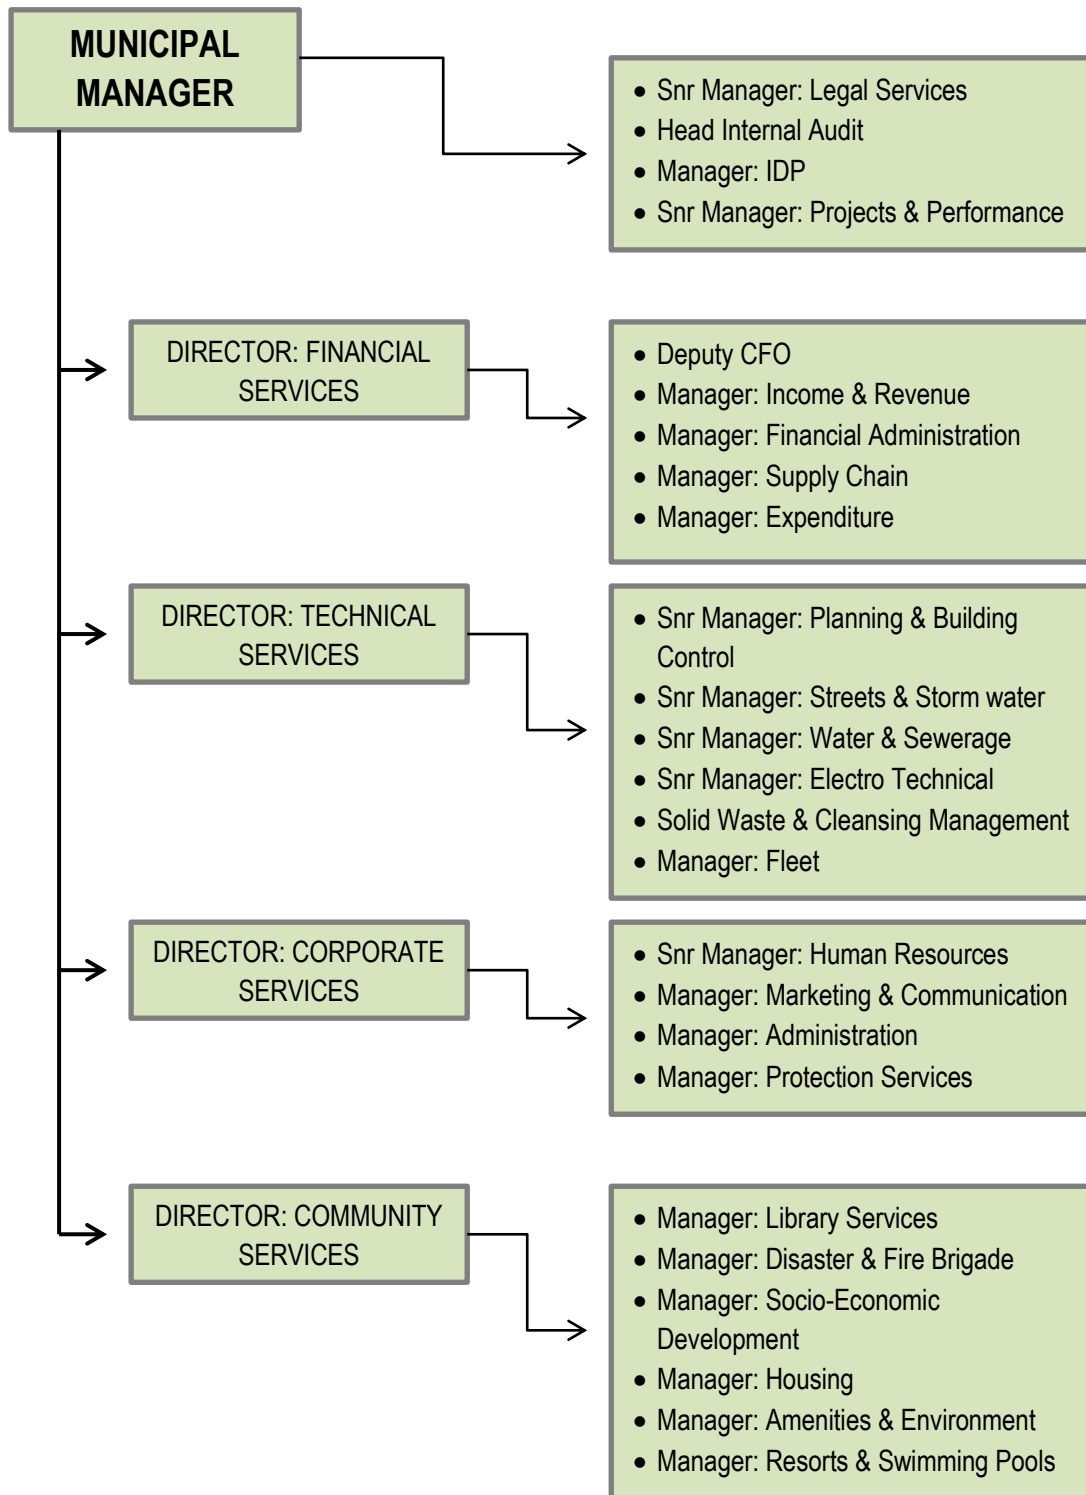 MUNICIPAL
MANAGER
• Snr Manager: Legal Services
• Head Internal Audit
• Manager: IDP
• Snr Manager: Projects & Performance
DIRECTOR: FINANCIAL
SERVICES
• Deputy CFO
• Manager: Income & Revenue
• Manager: Financial Administration
• Manager: Supply Chain
• Manager: Expenditure
DIRECTOR: TECHNICAL
SERVICES
• Snr Manager: Planning & Building
Control
• Snr Manager: Streets & Storm water
• Snr Manager: Water & Sewerage
• Snr Manager: Electro Technical
• Solid Waste & Cleansing Management
• Manager: Fleet
DIRECTOR: CORPORATE
SERVICES
• Snr Manager: Human Resources
• Manager: Marketing & Communication
• Manager: Administration
• Manager: Protection Services
DIRECTOR: COMMUNITY
SERVICES
• Manager: Library Services
• Manager: Disaster & Fire Brigade
• Manager: Socio-Economic
Development
• Manager: Housing
• Manager: Amenities & Environment
• Manager: Resorts & Swimming Pools